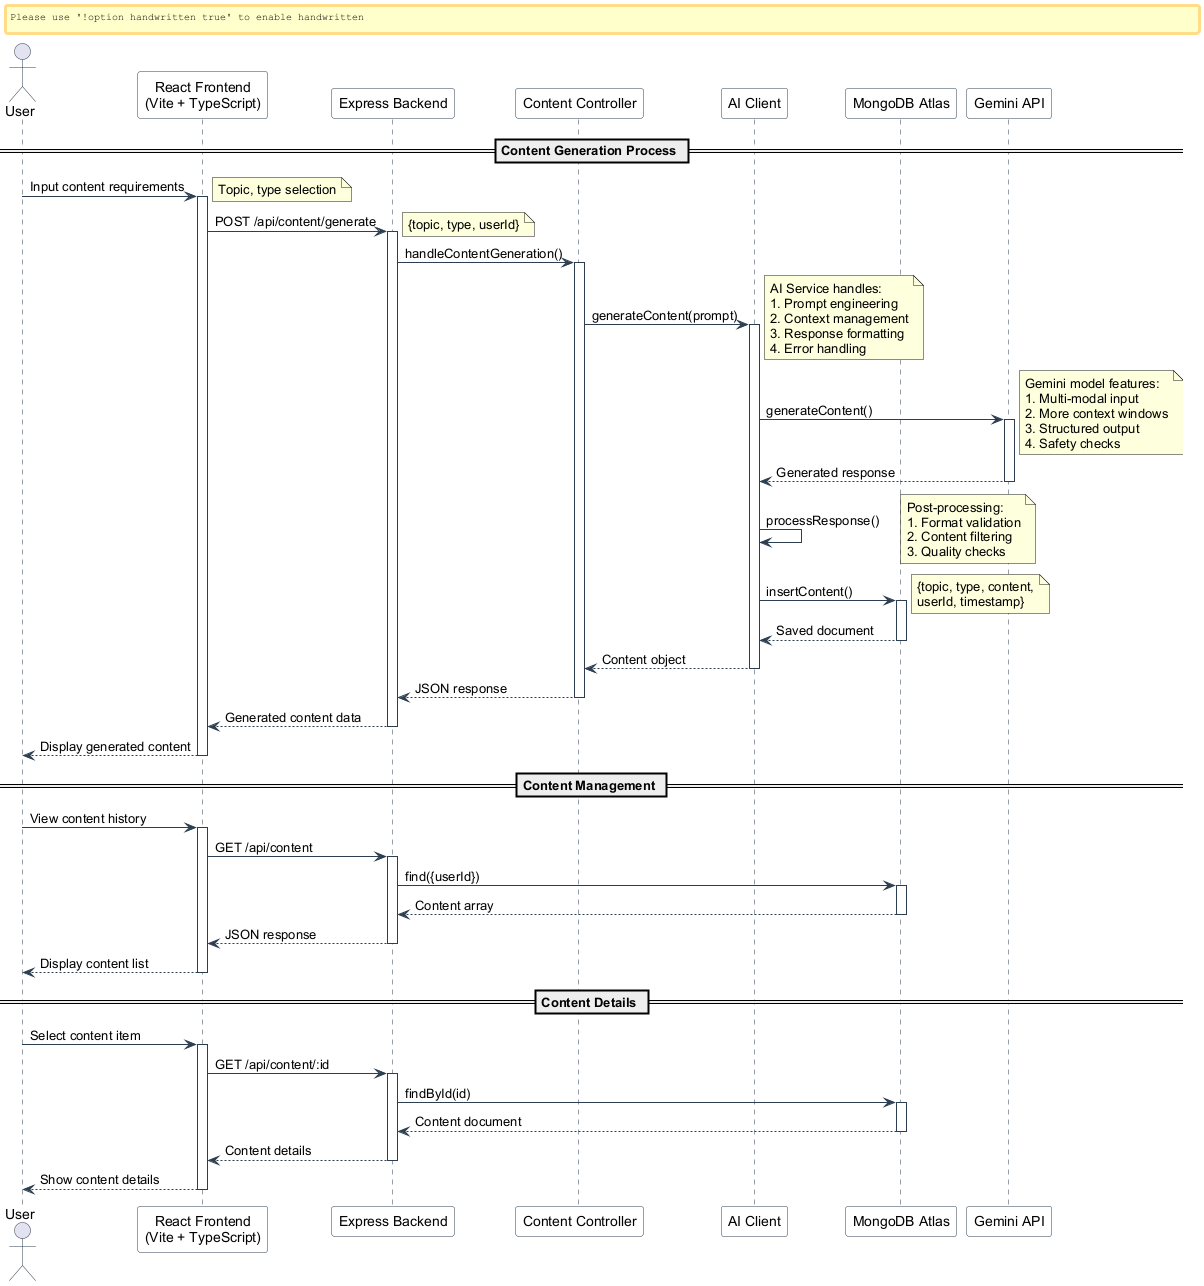 Please use '!option handwritten true' to enable handwritten
User
React Frontend
(Vite + TypeScript)
Express Backend
Content Controller
AI Client
MongoDB Atlas
Gemini API
Content Generation Process
Input content requirements
Topic, type selection
POST /api/content/generate
{topic, type, userId}
handleContentGeneration()
AI Service handles:
1. Prompt engineering
2. Context management
3. Response formatting
4. Error handling
generateContent(prompt)
Gemini model features:
1. Multi-modal input
2. More context windows
3. Structured output
4. Safety checks
generateContent()
Generated response
Post-processing:
1. Format validation
2. Content filtering
3. Quality checks
processResponse()
insertContent()
{topic, type, content,
userId, timestamp}
Saved document
Content object
JSON response
Generated content data
Display generated content
Content Management
View content history
GET /api/content
find({userId})
Content array
JSON response
Display content list
Content Details
Select content item
GET /api/content/:id
findById(id)
Content document
Content details
Show content details
User
React Frontend
(Vite + TypeScript)
Express Backend
Content Controller
AI Client
MongoDB Atlas
Gemini API